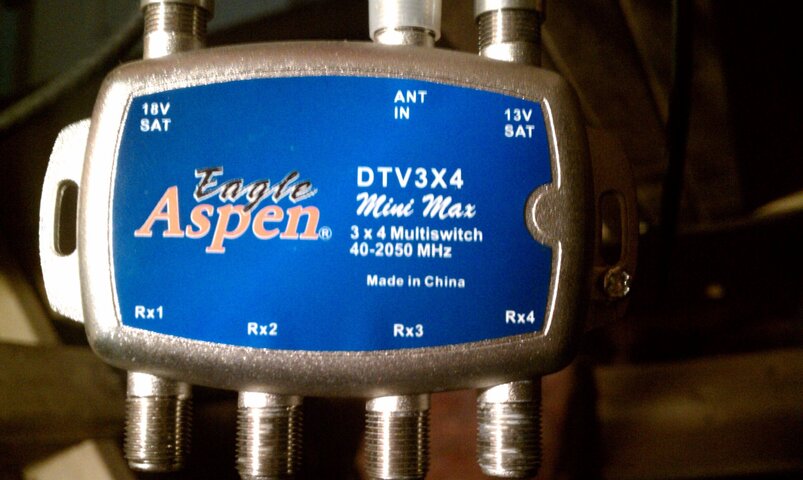 18V
SAT
ANT
IN
13V
SAT
Eagle
Aspen®
DTV3X4
Mini Max
3 x 4 Multiswitch
40-2050 MHz
Made in China
Rx1
Rx2
Rx3
Rx4